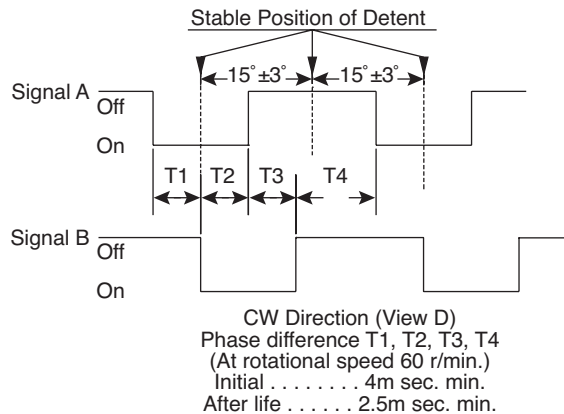 Stable Position of Detent
15°±3° 15°±3°
Signal A
Off
On
T1 T2 T3 T4
Signal B
Off
On
CW Direction (View D)
Phase difference T1, T2, T3, T4
(At rotational speed 60 r/min.)
Initial . . . . . . . . 4m sec. min.
After life . . . . . . 2.5m sec. min.